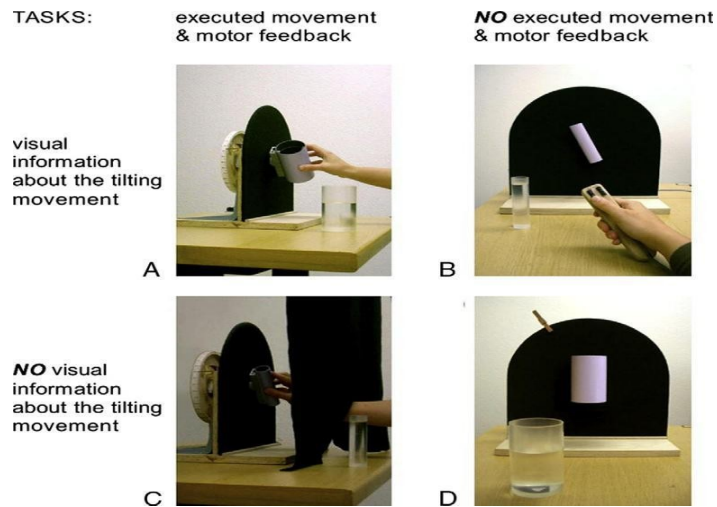 TASKS:
executed movement
& motor feedback
NO executed movement
& motor feedback
visual
information
about the tilting
movement
A
B
NO visual
information
about the tilting
movement
C
D